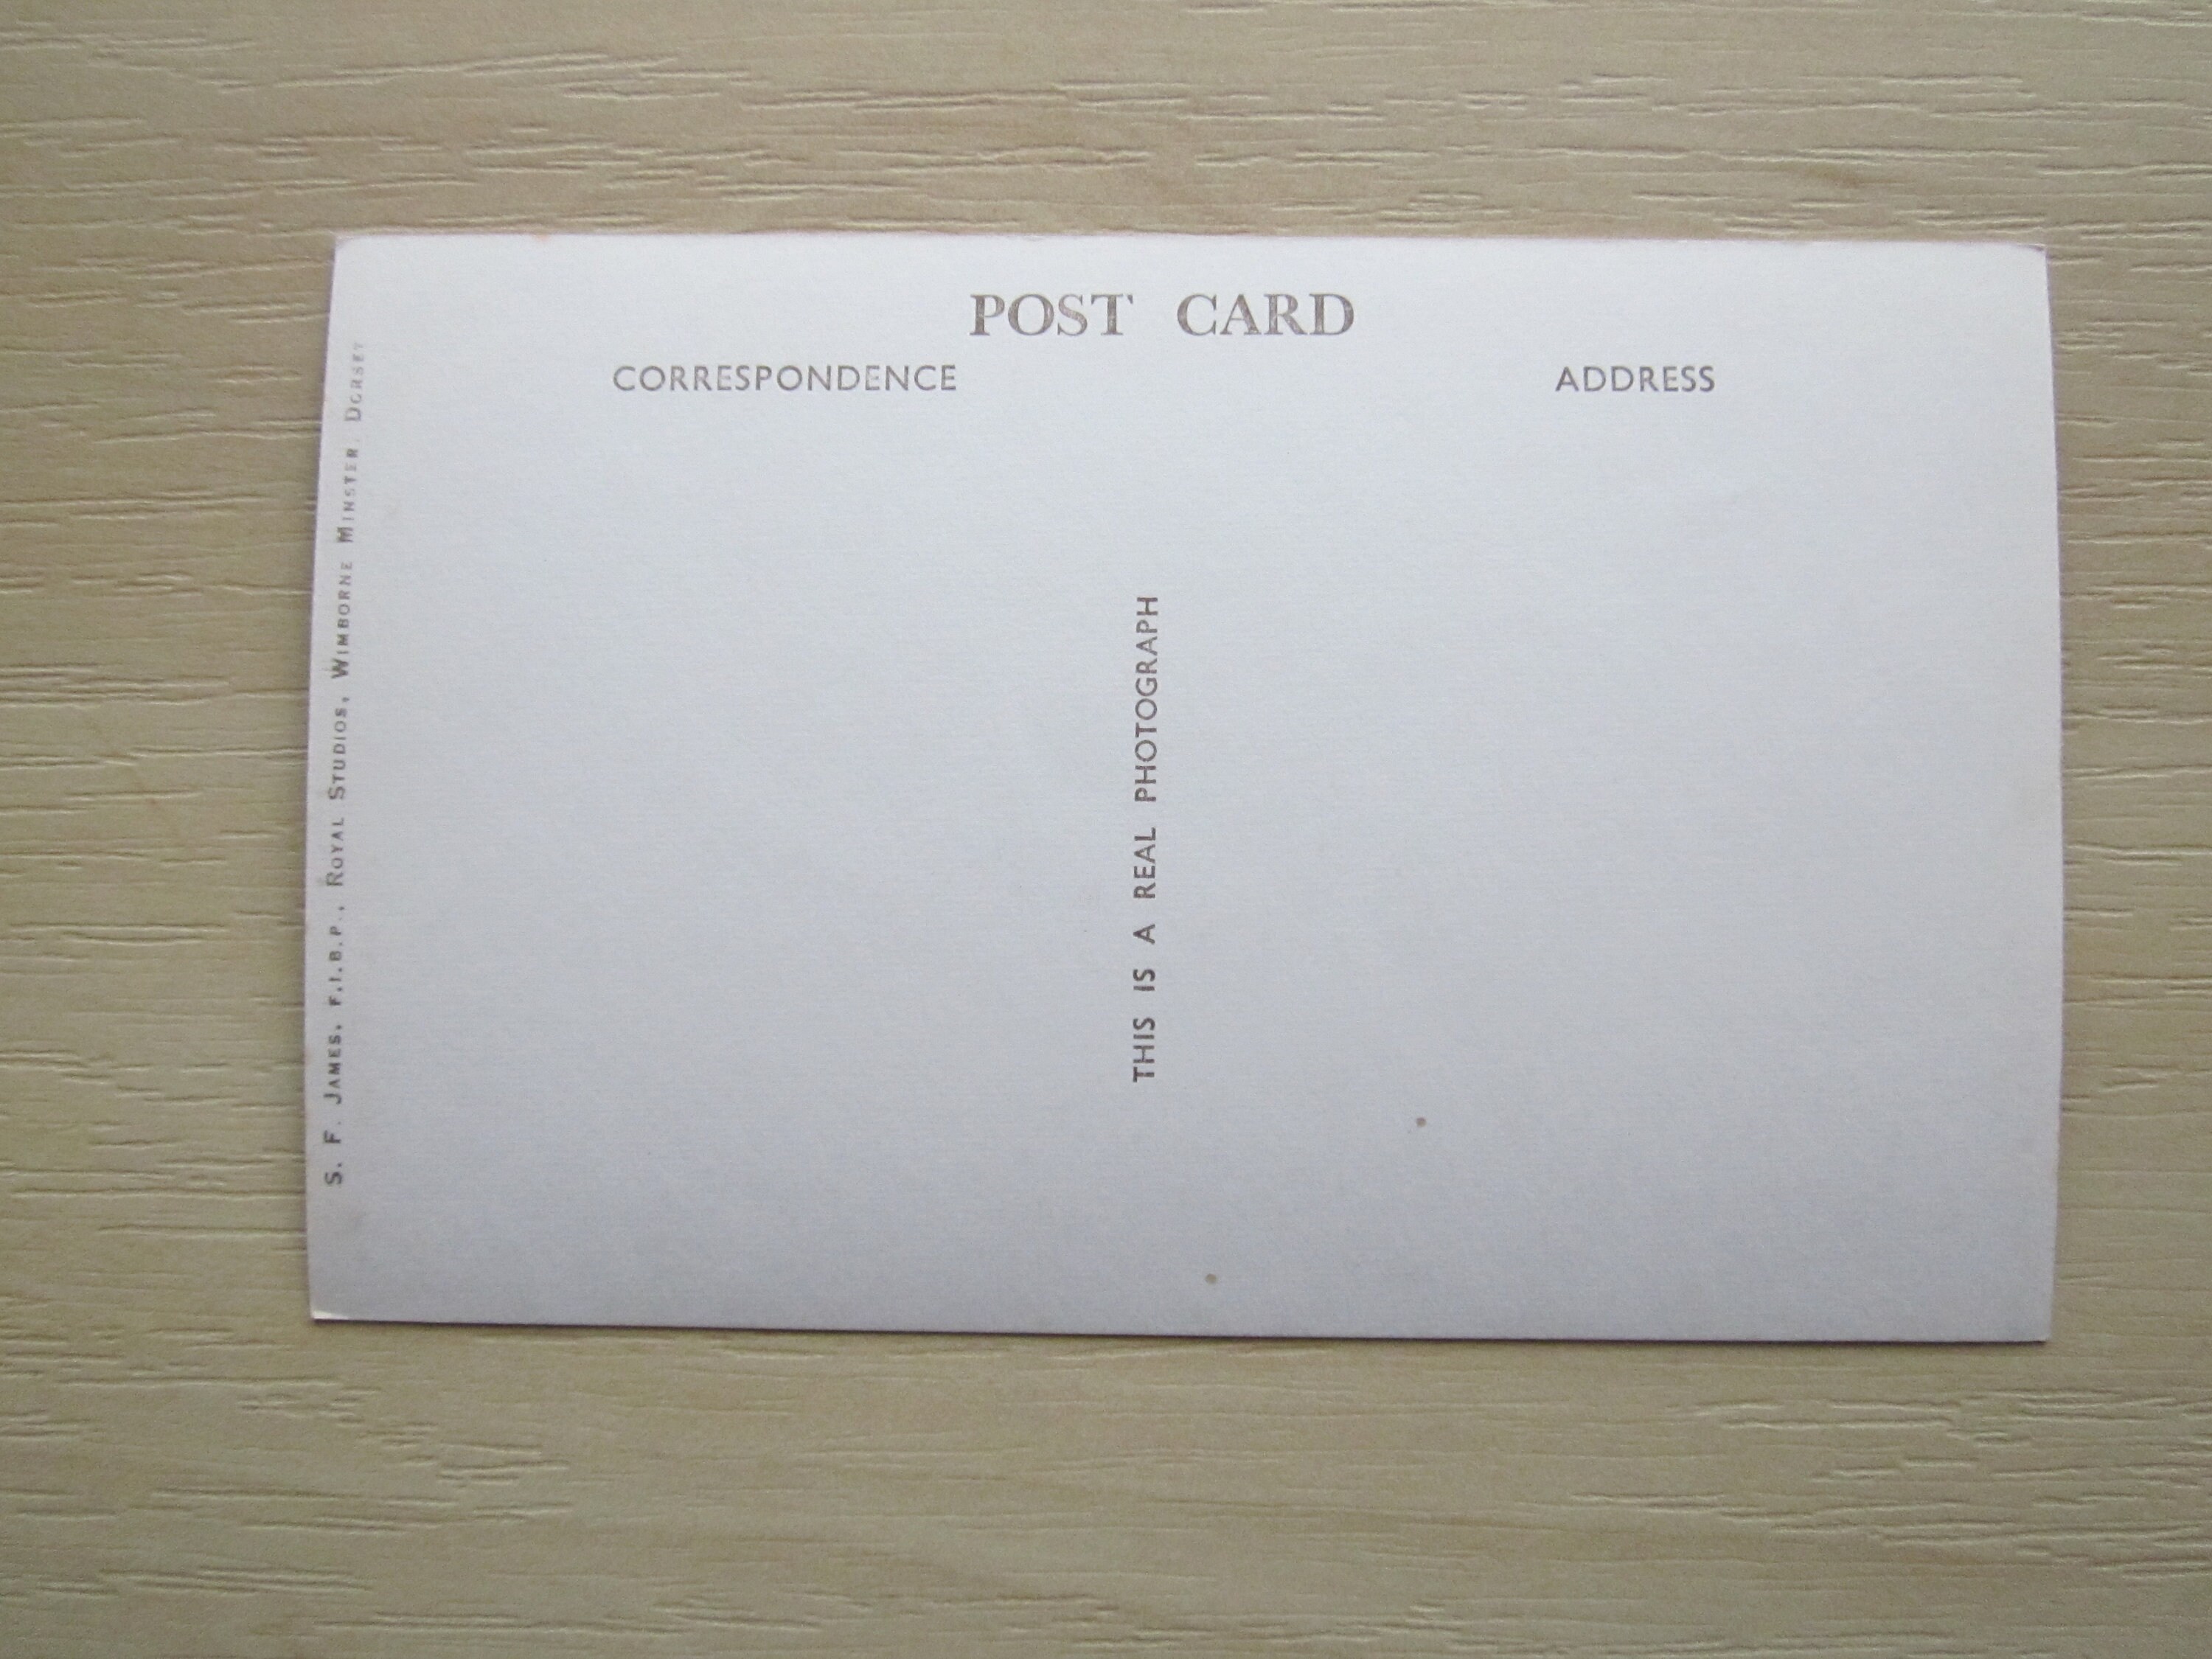 POST CARD
CORRESPONDENCE
ADDRESS
THIS IS A REAL PHOTOGRAPH
S. F. JAMES, F.I.B.P., ROYAL STUDIOS, WIMBORNE MINSTER, DORSET